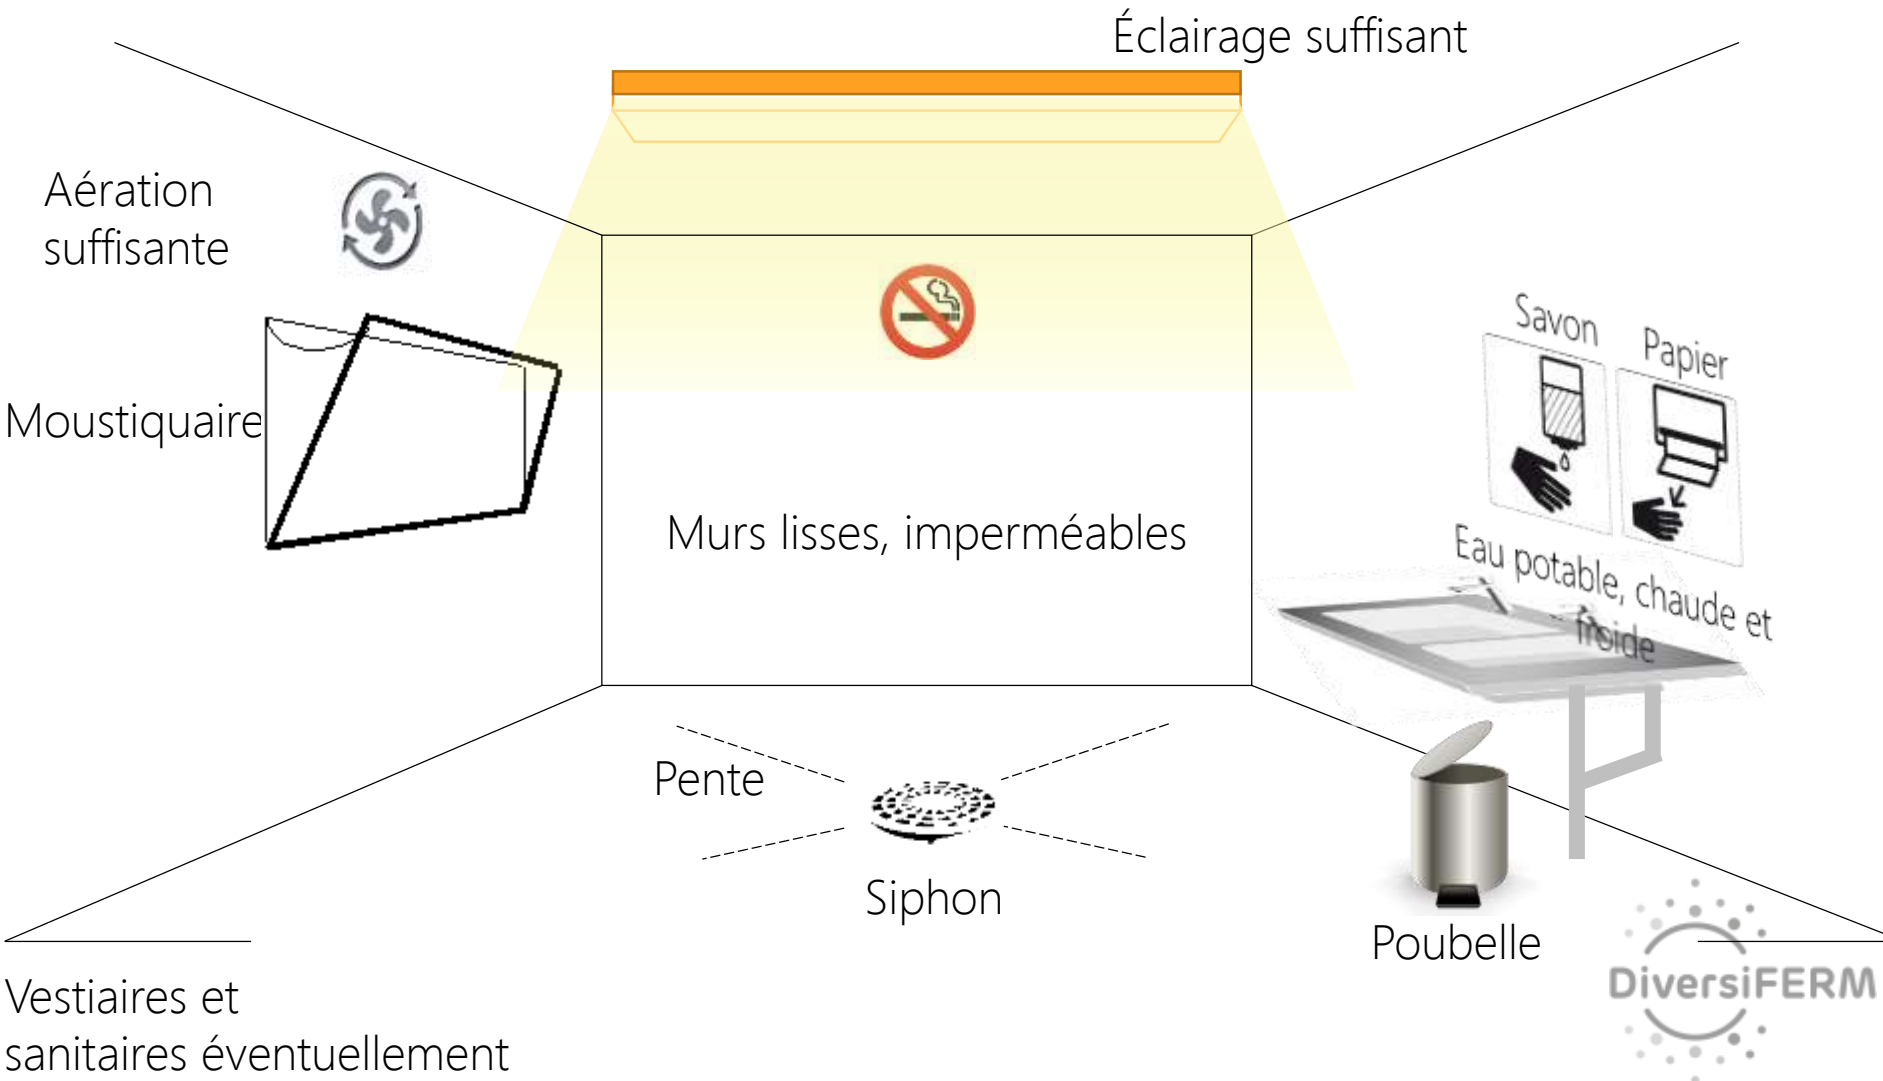 Éclairage suffisant
Aération
suffisante
Savon
Papier
Moustiquaire
Murs lisses, imperméables
Eau potable, chaude et
froide
Pente
Siphon
Poubelle
DiversiFERM
Vestiaires et
sanitaires éventuellement